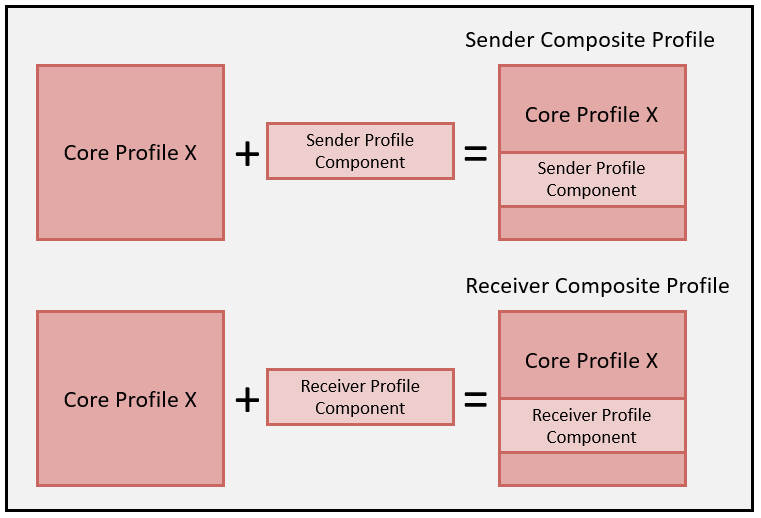 Sender Composite Profile
Core Profile X
+
Sender Profile
Component
=
Core Profile X
Sender Profile
Component
Receiver Composite Profile
Core Profile X
+
Receiver Profile
Component
=
Core Profile X
Receiver Profile
Component